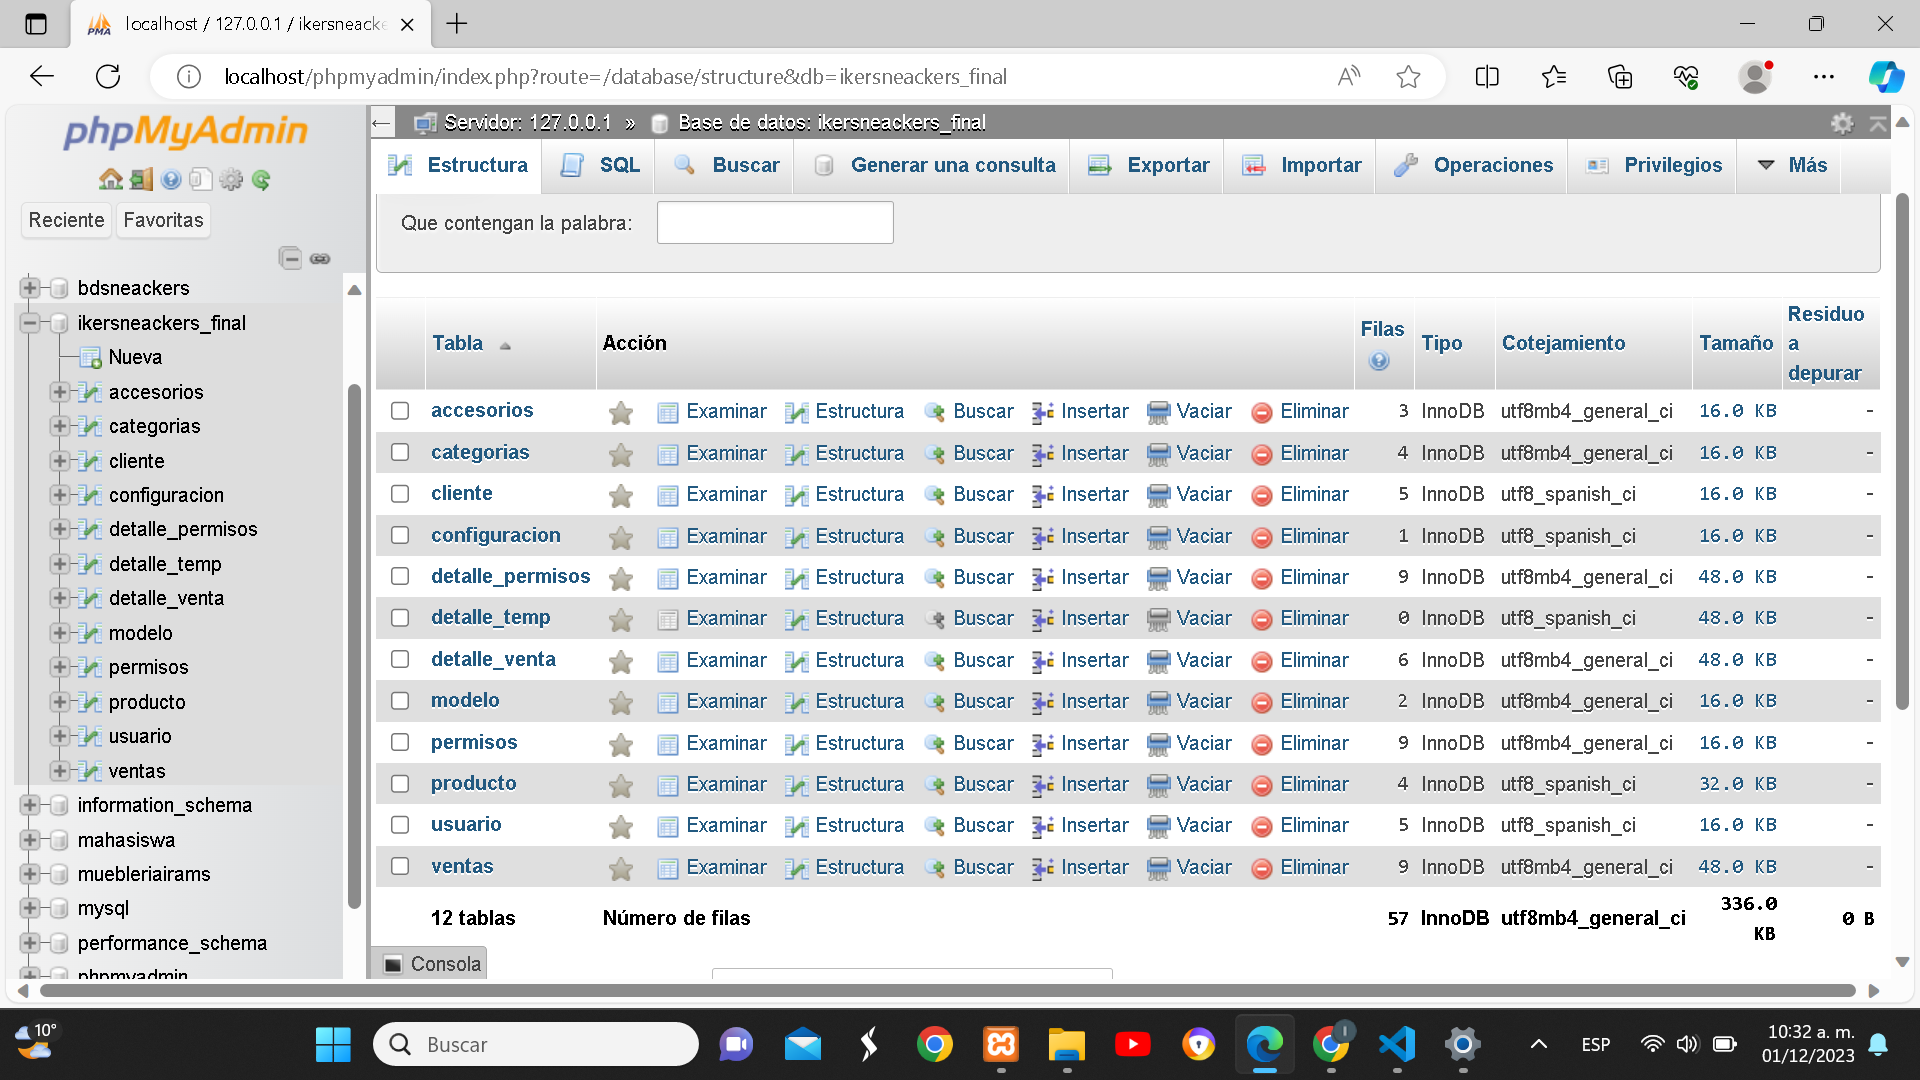 localhost / 127.0.0.1 / ikersneacke
localhost/phpmyadmin/index.php?route=/database/structure&db=ikersneackers_final
phpMyAdmin
Reciente Favoritas
bdsneackers
ikersneackers_final
Nueva
accesorios
categorias
cliente
configuracion
detalle_permisos
detalle_temp
detalle_venta
modelo
permisos
producto
usuario
ventas
information_schema
mahasiswa
muebleriairams
mysql
performance_schema
phpmyadmin
Servidor: 127.0.0.1 » Base de datos: ikersneackers_final
Estructura SQL Buscar Generar una consulta Exportar Importar Operaciones Privilegios Más
Que contengan la palabra:
Tabla Acción Filas Tipo Cotejamiento Tamaño Residuo a depurar
accesorios Examinar Estructura Buscar Insertar Vaciar Eliminar 3 InnoDB utf8mb4_general_ci 16.0 KB -
categorias Examinar Estructura Buscar Insertar Vaciar Eliminar 4 InnoDB utf8mb4_general_ci 16.0 KB -
cliente Examinar Estructura Buscar Insertar Vaciar Eliminar 5 InnoDB utf8_spanish_ci 16.0 KB -
configuracion Examinar Estructura Buscar Insertar Vaciar Eliminar 1 InnoDB utf8_spanish_ci 16.0 KB -
detalle_permisos Examinar Estructura Buscar Insertar Vaciar Eliminar 9 InnoDB utf8mb4_general_ci 48.0 KB -
detalle_temp Examinar Estructura Buscar Insertar Vaciar Eliminar 0 InnoDB utf8_spanish_ci 48.0 KB -
detalle_venta Examinar Estructura Buscar Insertar Vaciar Eliminar 6 InnoDB utf8mb4_general_ci 48.0 KB -
modelo Examinar Estructura Buscar Insertar Vaciar Eliminar 2 InnoDB utf8mb4_general_ci 16.0 KB -
permisos Examinar Estructura Buscar Insertar Vaciar Eliminar 9 InnoDB utf8mb4_general_ci 16.0 KB -
producto Examinar Estructura Buscar Insertar Vaciar Eliminar 4 InnoDB utf8_spanish_ci 32.0 KB -
usuario Examinar Estructura Buscar Insertar Vaciar Eliminar 5 InnoDB utf8_spanish_ci 16.0 KB -
ventas Examinar Estructura Buscar Insertar Vaciar Eliminar 9 InnoDB utf8mb4_general_ci 48.0 KB -
12 tablas Número de filas 57 InnoDB utf8mb4_general_ci 336.0 KB 0 B
Consola
10°
Buscar
ESP
10:32 a. m.
01/12/2023